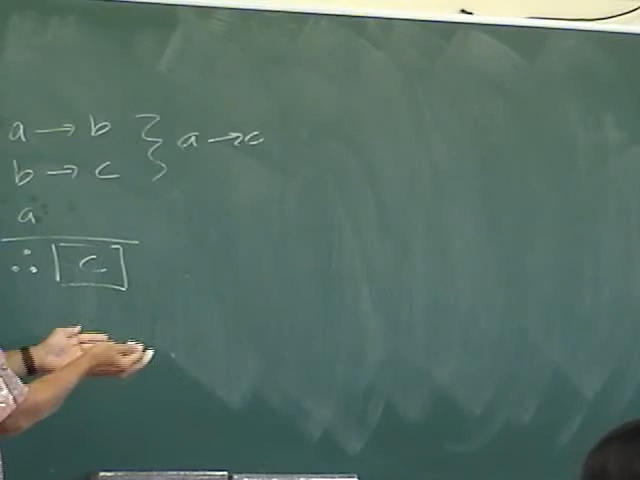 a → b } a → c
b → c
a
∴ c